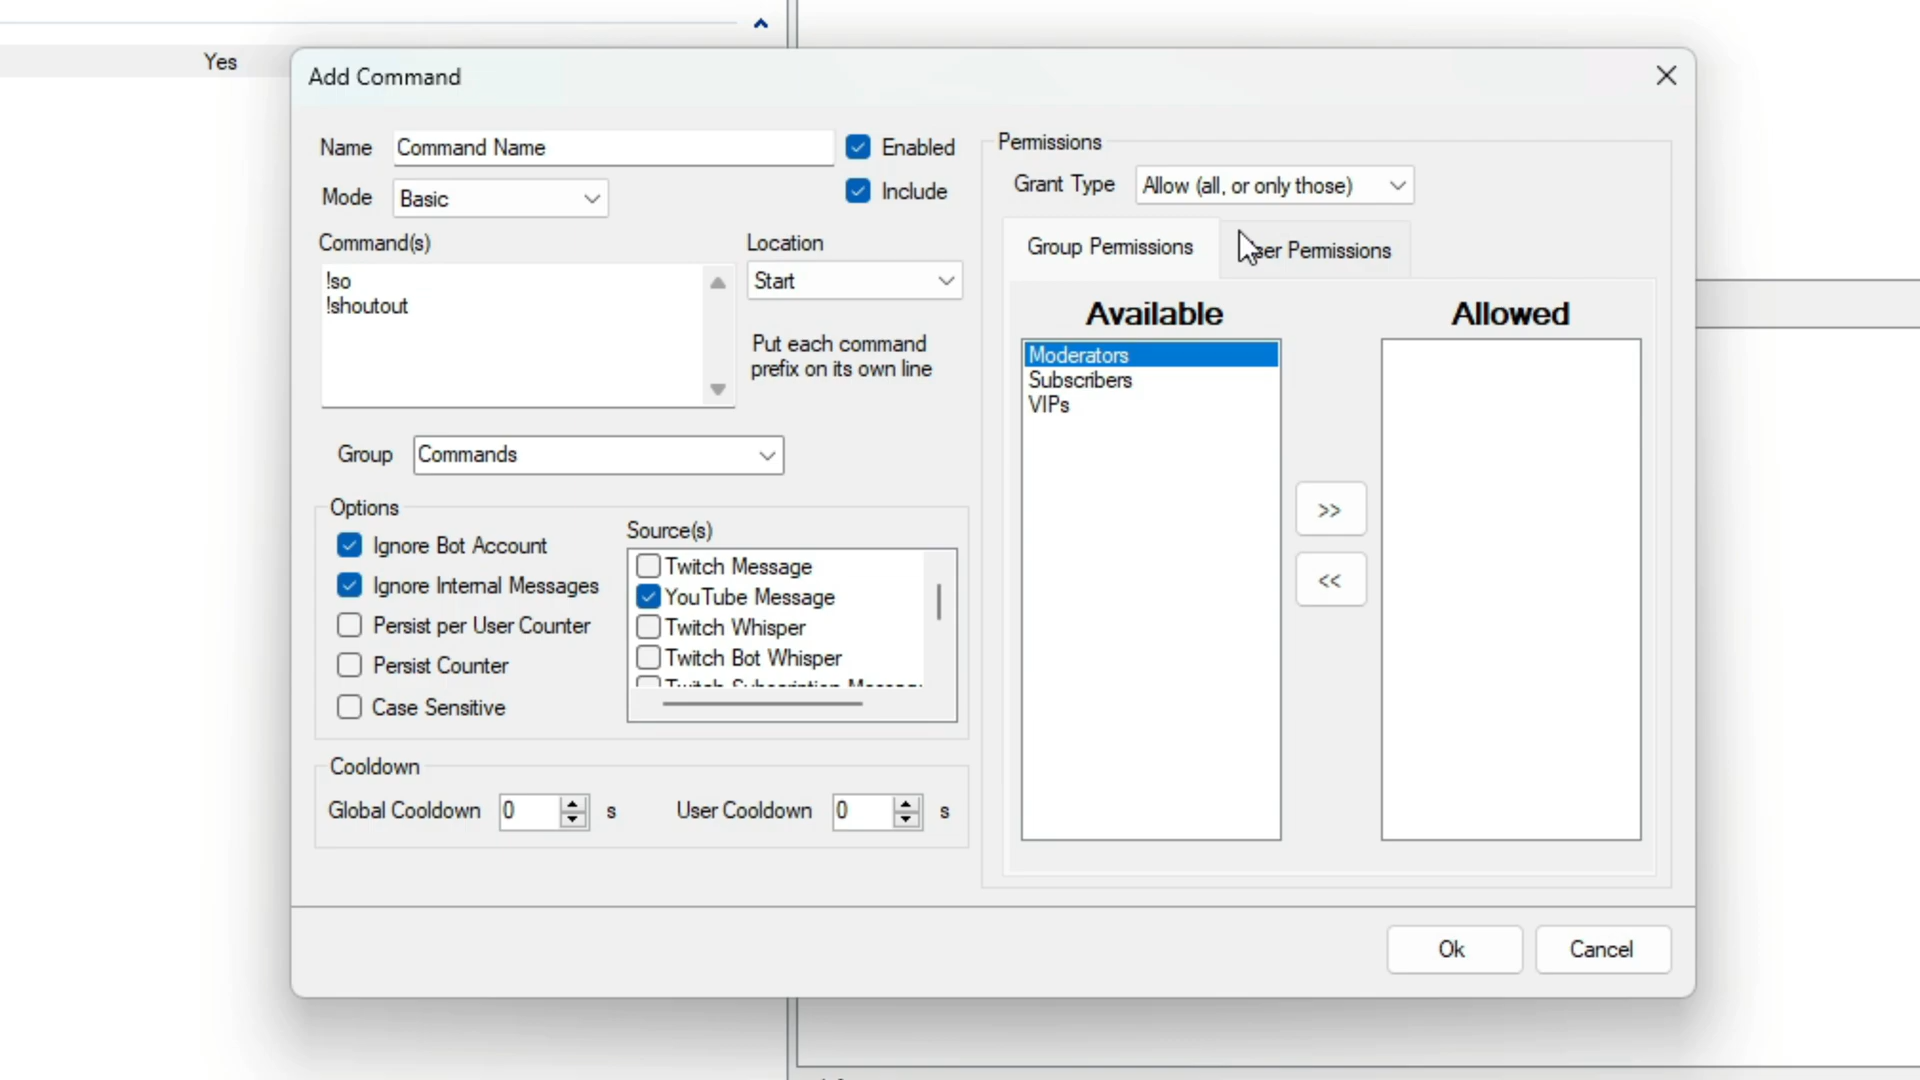 Yes
Add Command
Name
Command Name
Enabled
Mode
Basic
Include
Command(s)
!so
!shoutout
Location
Start
Put each command
prefix on its own line
Group
Commands
Options
Ignore Bot Account
Ignore Internal Messages
Persist per User Counter
Persist Counter
Case Sensitive
Source(s)
Twitch Message
YouTube Message
Twitch Whisper
Twitch Bot Whisper
Cooldown
Global Cooldown
0
s
User Cooldown
0
s
Permissions
Grant Type
Allow (all, or only those)
Group Permissions
ser Permissions
Available
Moderators
Subscribers
VIPs
>>
<<
Allowed
Ok
Cancel